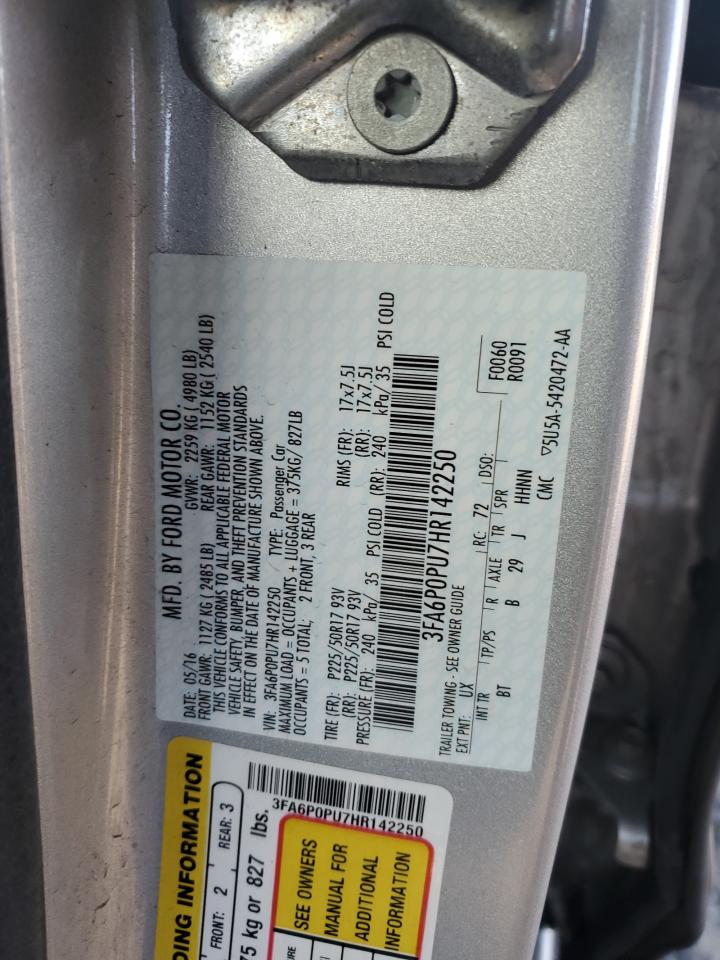 MFD. BY FORD MOTOR CO.
DATE: 05/16 GVWR: 2259 KG ( 4980 LB)
FRONT GAWR: 1127 KG ( 2485 LB) REAR GAWR: 1152 KG ( 2540 LB)
THIS VEHICLE CONFORMS TO ALL APPLICABLE FEDERAL MOTOR
VEHICLE SAFETY, BUMPER, AND THEFT PREVENTION STANDARDS
IN EFFECT ON THE DATE OF MANUFACTURE SHOWN ABOVE.
VIN: 3FA6P0PU7HR142250 TYPE: Passenger Car
MAXIMUM LOAD = OCCUPANTS + LUGGAGE = 375KG/ 827LB
OCCUPANTS = 5 TOTAL; 2 FRONT, 3 REAR
TIRE (FR): P225/50R17 93V RIMS (FR): 17x7.5J
(RR): P225/50R17 93V (RR): 17x7.5J
PRESSURE (FR): 240 kPa/ 35 PSI COLD (RR): 240 kPa/ 35 PSI COLD
3FA6P0PU7HR142250
TRAILER TOWING - SEE OWNER GUIDE
EXT PNT: UX RC: 72 DSO:
F0060
R0091
INT TR TP/PS R AXLE TR SPR
BT B 29 J HHNN
CMC ▽5U5A-5420472-AA
DING INFORMATION
FRONT: 2 REAR: 3
75 kg or 827 lbs.
3FA6P0PU7HR142250
SEE OWNERS
MANUAL FOR
ADDITIONAL
INFORMATION